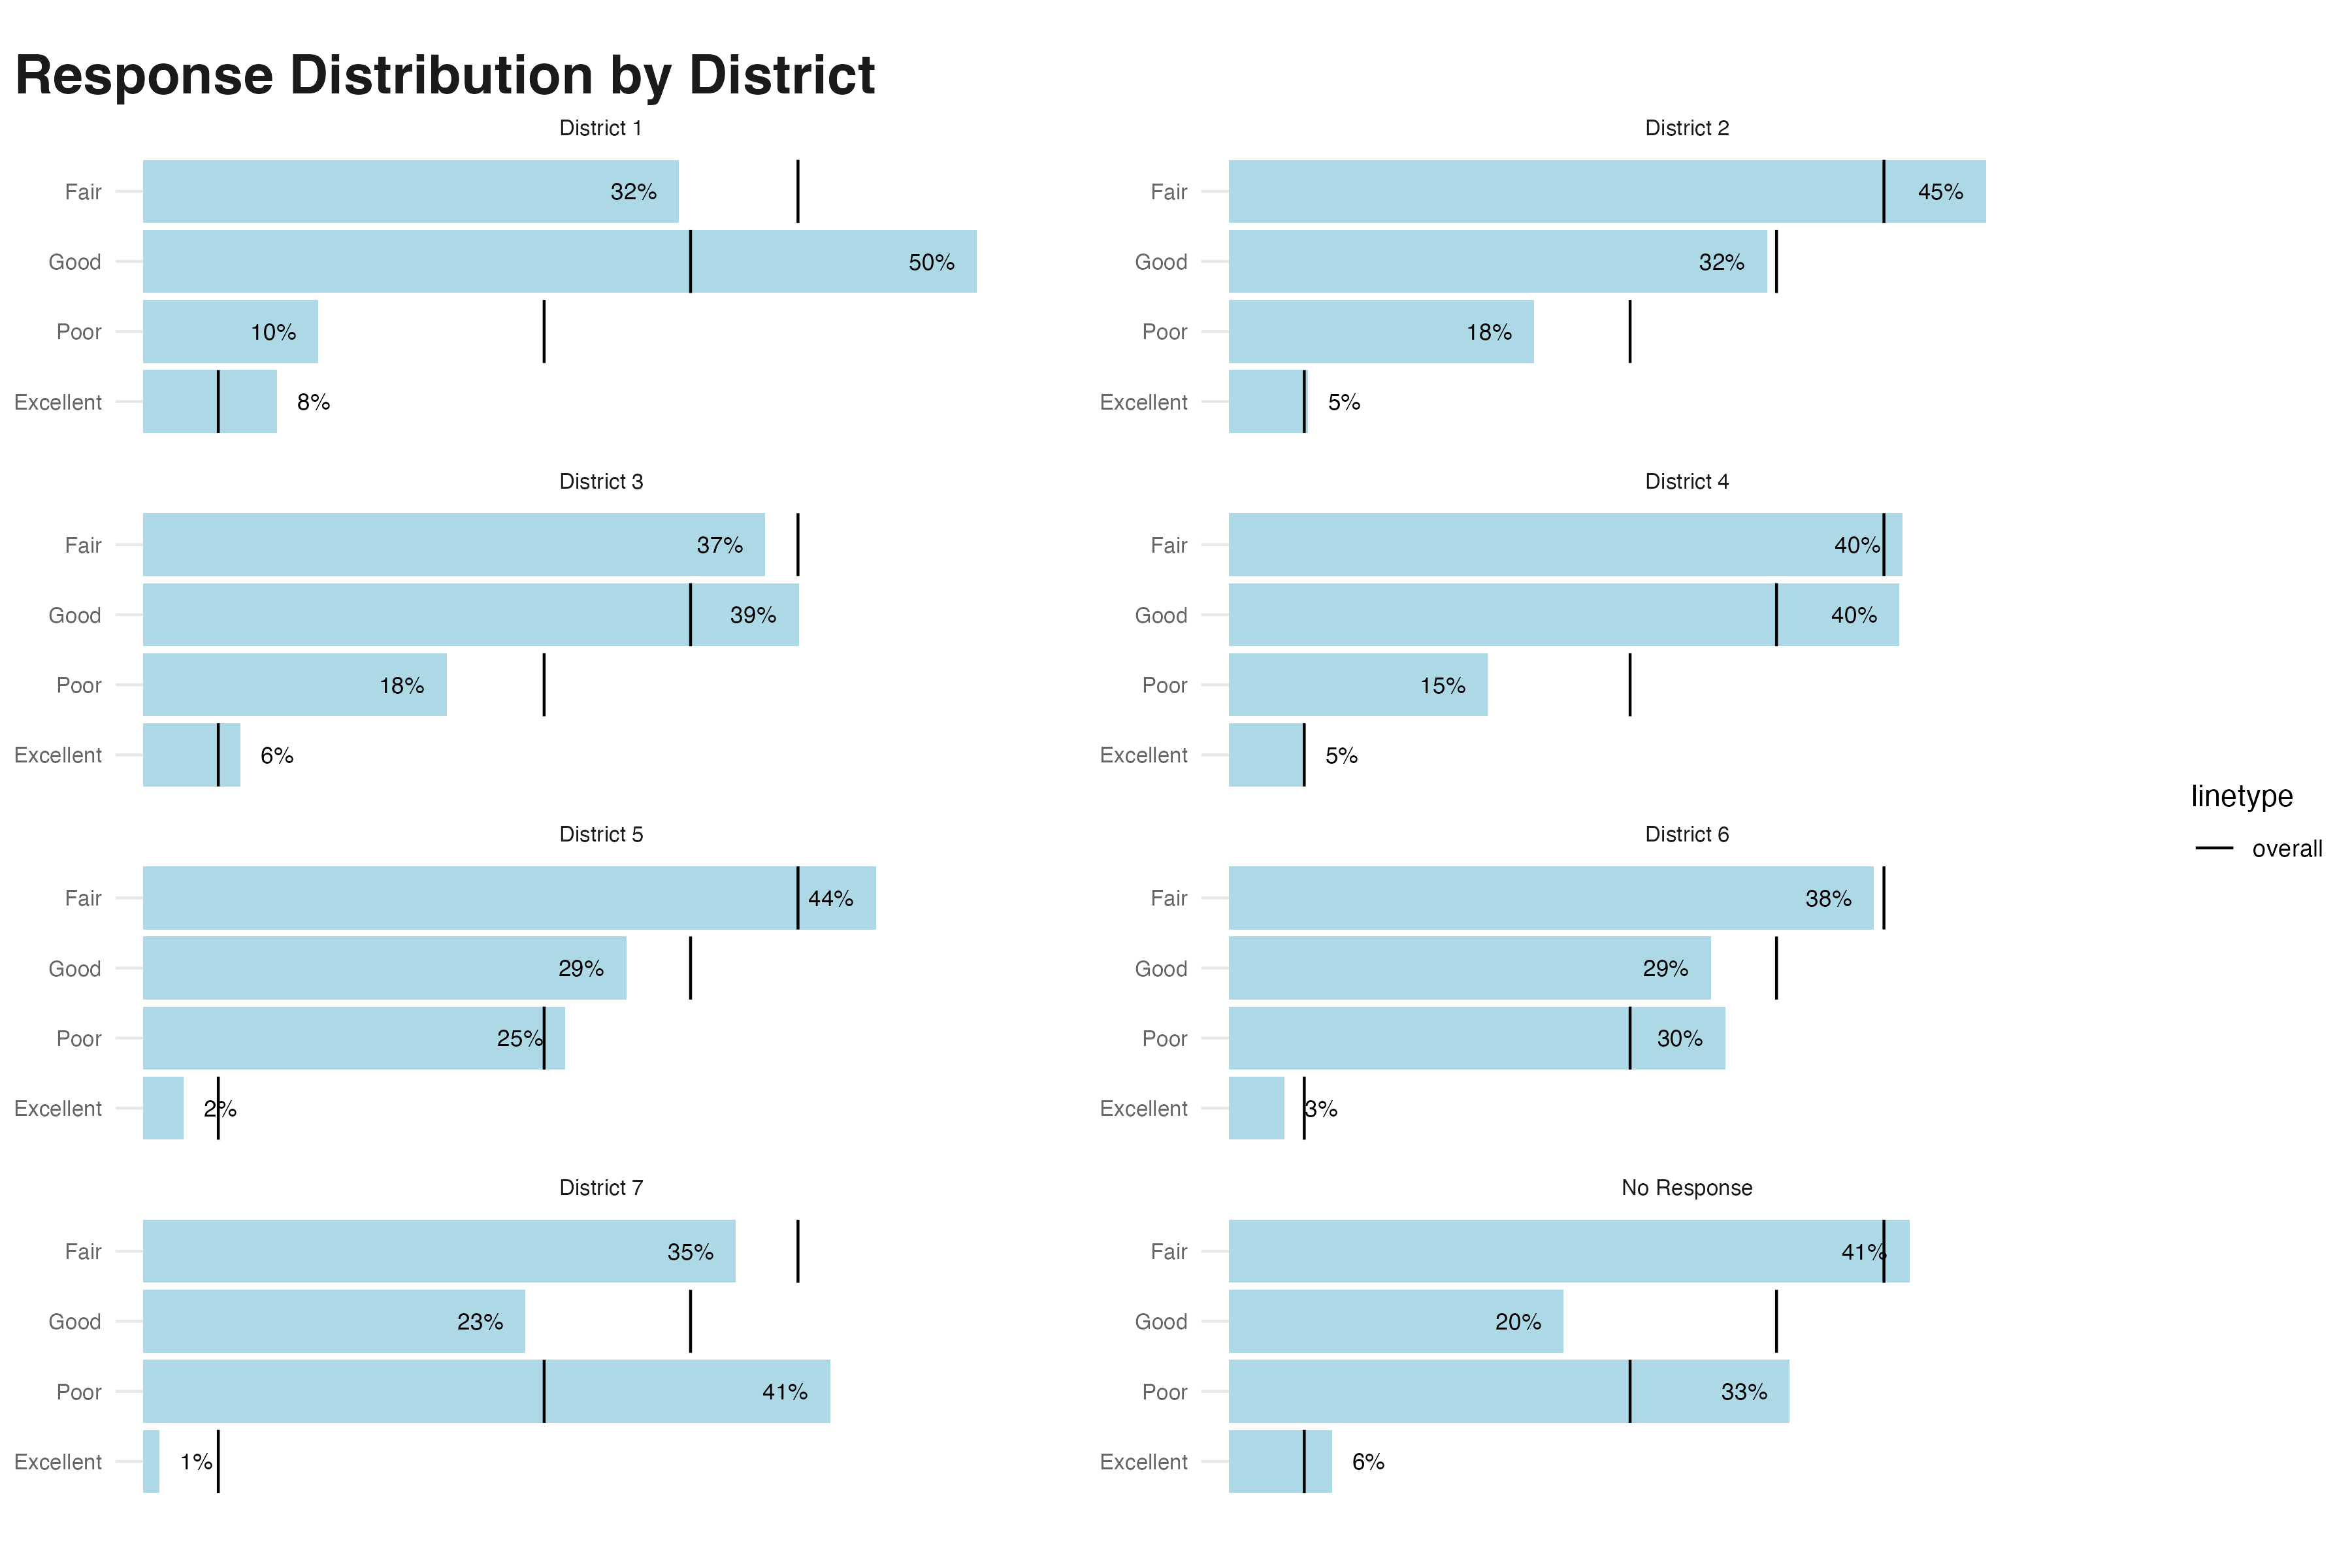 Response Distribution by District
District 1
Fair 32%
Good 50%
Poor 10%
Excellent 8%
District 2
Fair 45%
Good 32%
Poor 18%
Excellent 5%
District 3
Fair 37%
Good 39%
Poor 18%
Excellent 6%
District 4
Fair 40%
Good 40%
Poor 15%
Excellent 5%
District 5
Fair 44%
Good 29%
Poor 25%
Excellent 2%
District 6
Fair 38%
Good 29%
Poor 30%
Excellent 3%
District 7
Fair 35%
Good 23%
Poor 41%
Excellent 1%
No Response
Fair 41%
Good 20%
Poor 33%
Excellent 6%
linetype
overall